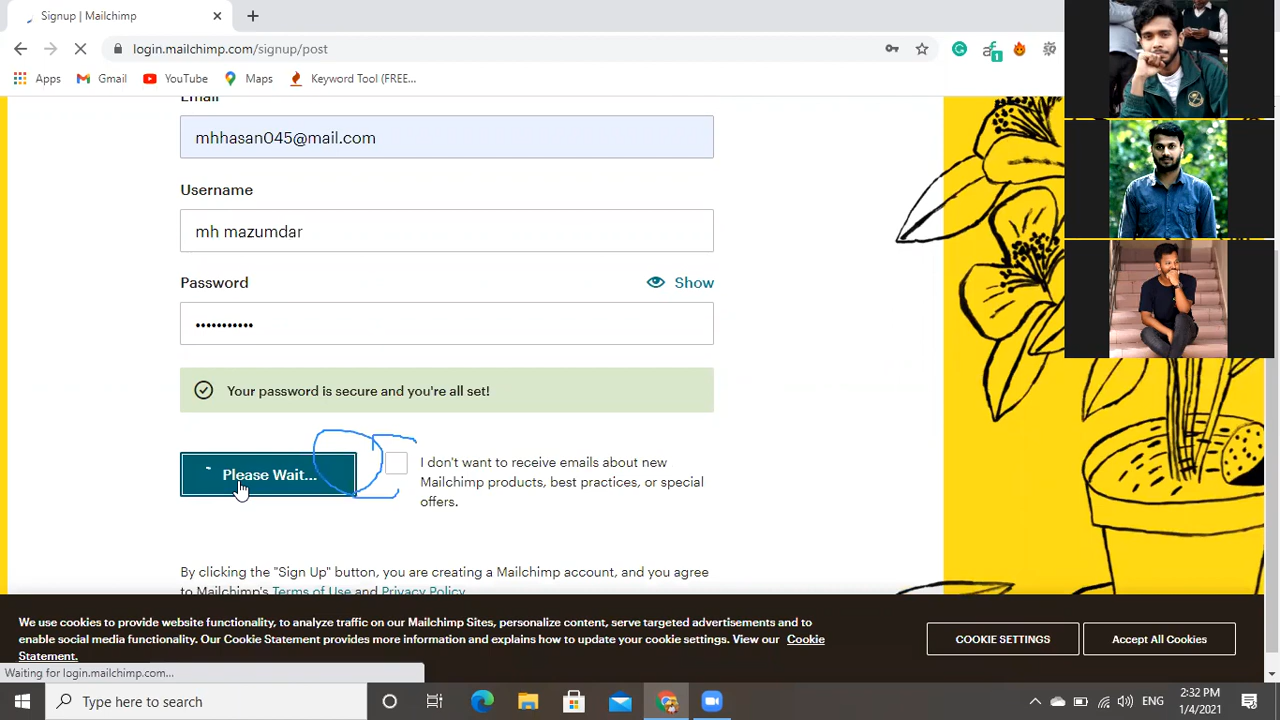 Signup | Mailchimp
login.mailchimp.com/signup/post
Apps
Gmail
YouTube
Maps
Keyword Tool (FREE...
1
Email
mhhasan045@mail.com
Username
mh mazumdar
Password
Show
•••••••••••
Your password is secure and you're all set!
Please Wait...
I don't want to receive emails about new
Mailchimp products, best practices, or special
offers.
By clicking the "Sign Up" button, you are creating a Mailchimp account, and you agree
to Mailchimp's Terms of Use and Privacy Policy
We use cookies to provide website functionality, to analyze traffic on our Mailchimp Sites, personalize content, serve targeted advertisements and to
enable social media functionality. Our Cookie Statement provides more information and explains how to update your cookie settings. View our Cookie
Statement.
COOKIE SETTINGS
Accept All Cookies
Waiting for login.mailchimp.com...
Type here to search
ENG
2:32 PM
1/4/2021